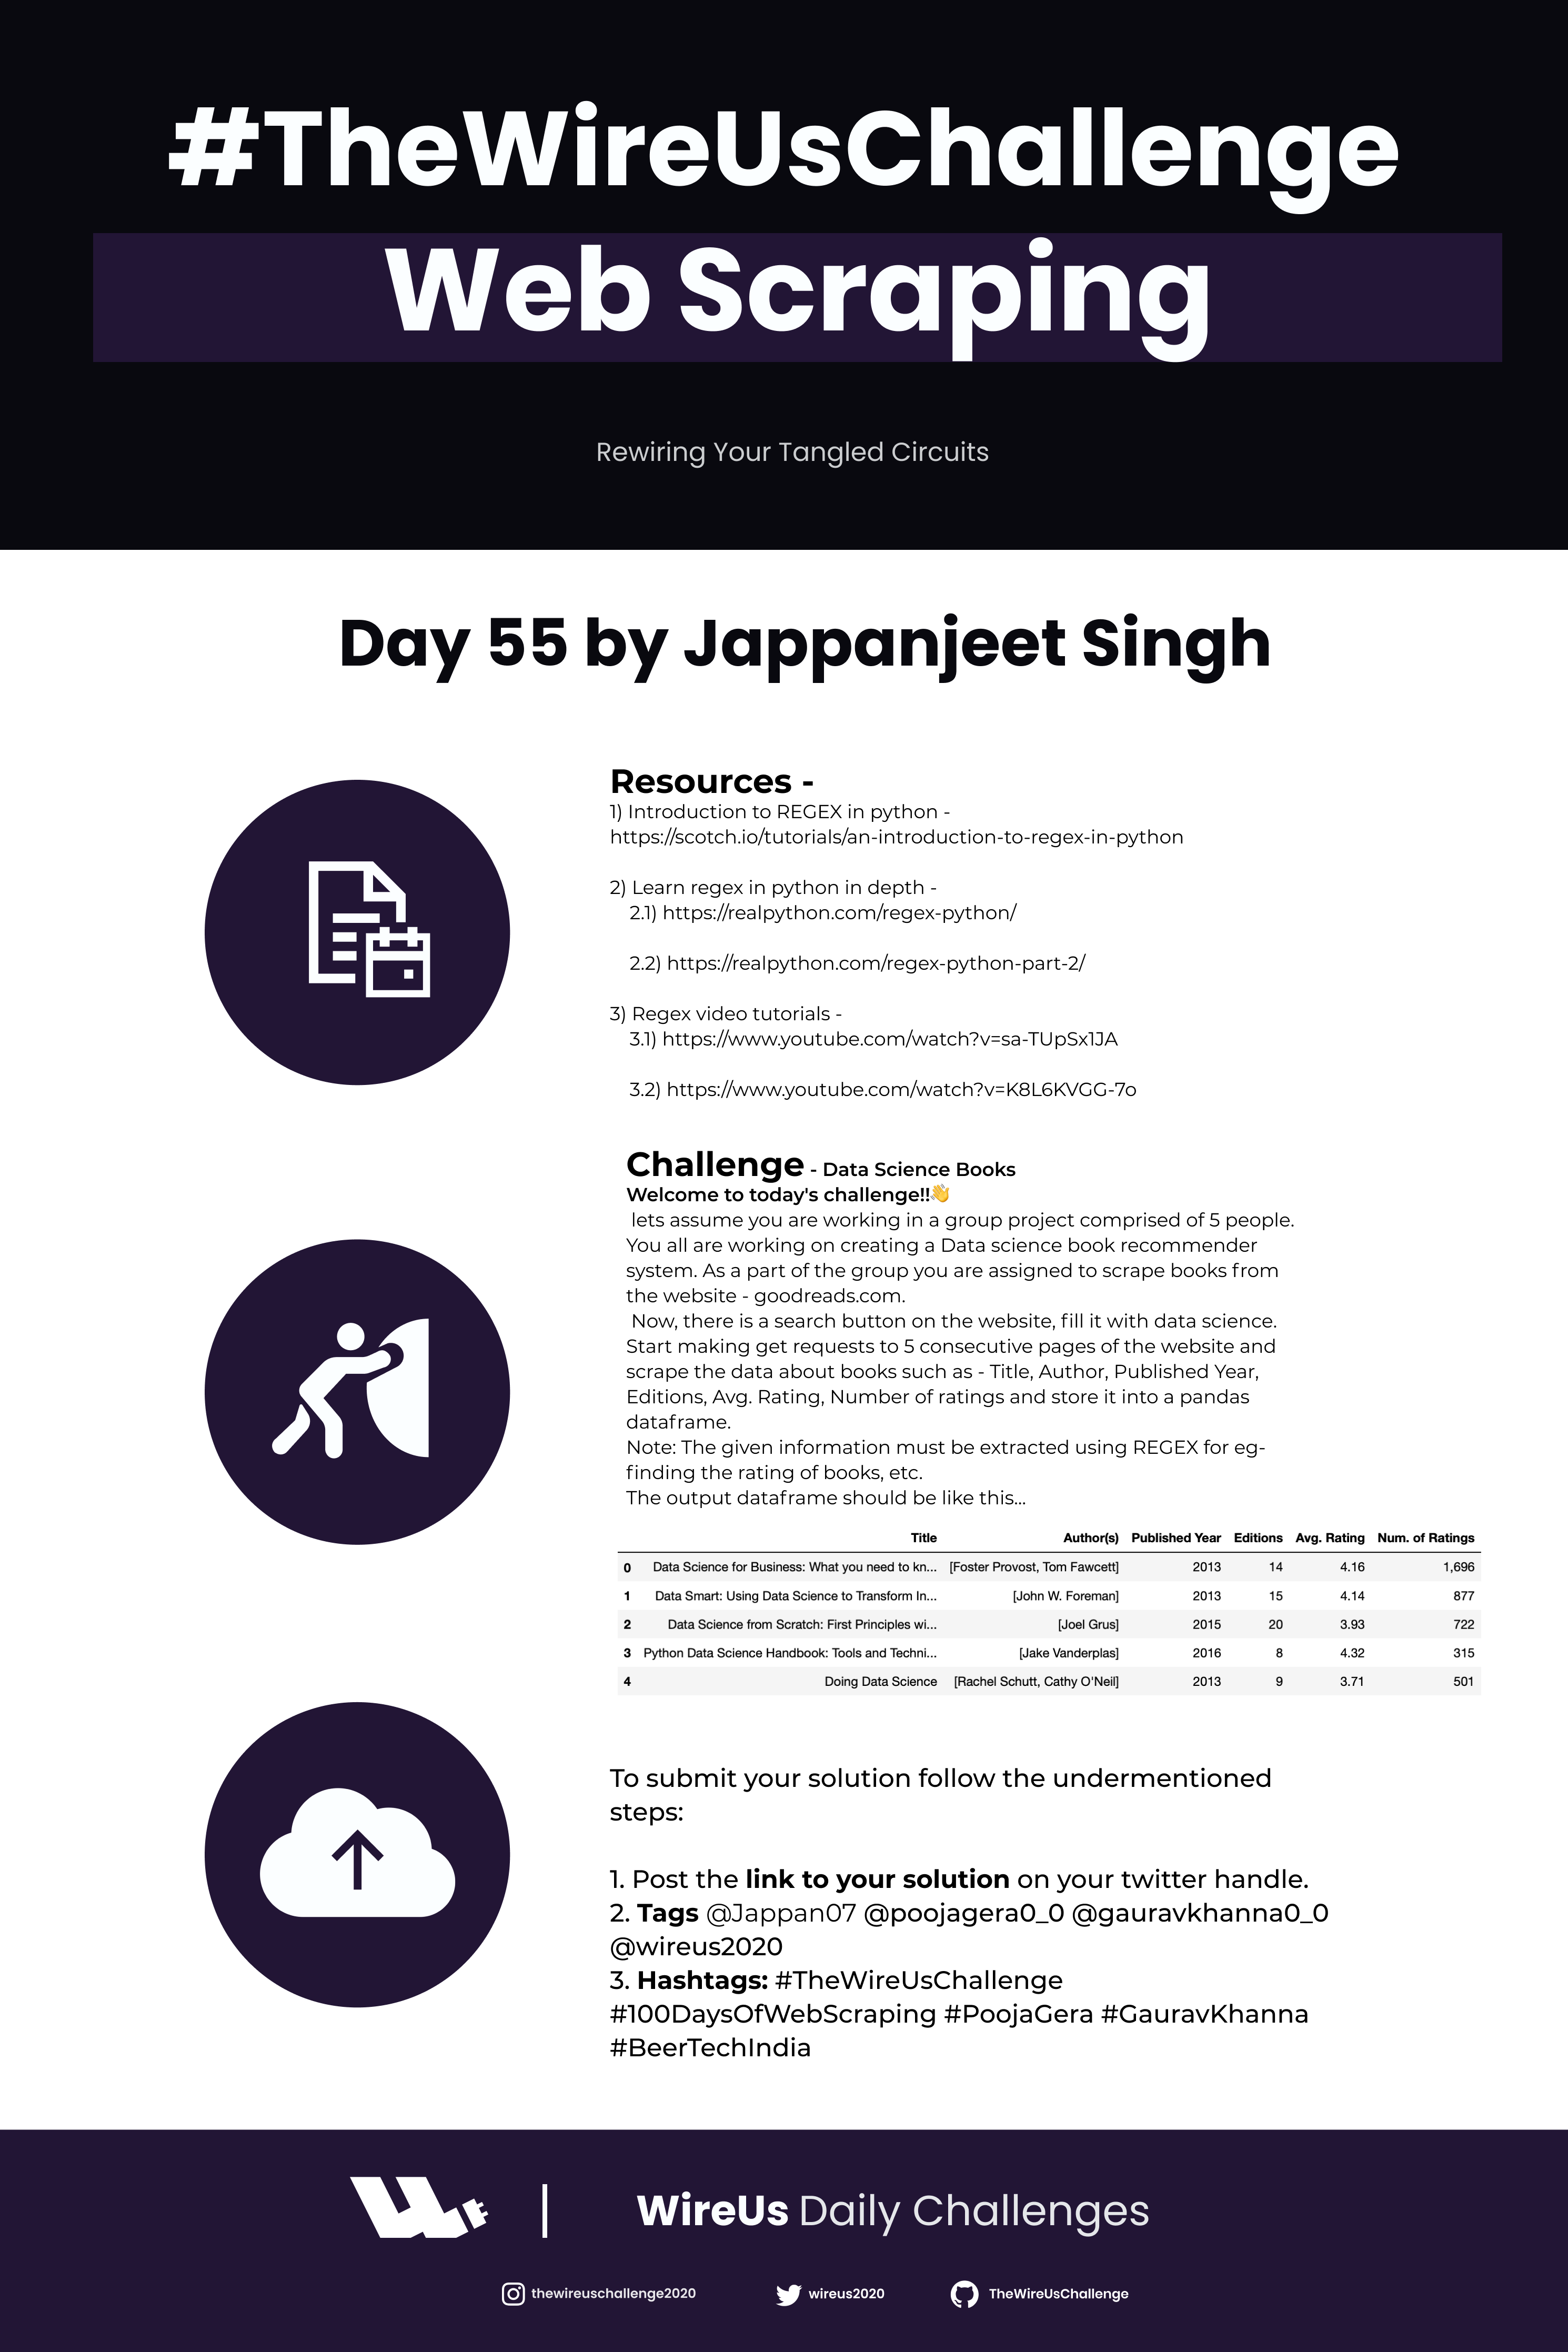 #TheWireUsChallenge
Web Scraping
Rewiring Your Tangled Circuits
Day 55 by Jappanjeet Singh
Resources -
1) Introduction to REGEX in python -
https://scotch.io/tutorials/an-introduction-to-regex-in-python
2) Learn regex in python in depth -
2.1) https://realpython.com/regex-python/
2.2) https://realpython.com/regex-python-part-2/
3) Regex video tutorials -
3.1) https://www.youtube.com/watch?v=sa-TUpSx1JA
3.2) https://www.youtube.com/watch?v=K8L6KVGG-7o
Challenge - Data Science Books
Welcome to today's challenge!!👋
lets assume you are working in a group project comprised of 5 people.
You all are working on creating a Data science book recommender
system. As a part of the group you are assigned to scrape books from
the website - goodreads.com.
Now, there is a search button on the website, fill it with data science.
Start making get requests to 5 consecutive pages of the website and
scrape the data about books such as - Title, Author, Published Year,
Editions, Avg. Rating, Number of ratings and store it into a pandas
dataframe.
Note: The given information must be extracted using REGEX for eg-
finding the rating of books, etc.
The output dataframe should be like this...
Title Author(s) Published Year Editions Avg. Rating Num. of Ratings
0 Data Science for Business: What you need to kn... [Foster Provost, Tom Fawcett] 2013 14 4.16 1,696
1 Data Smart: Using Data Science to Transform In... [John W. Foreman] 2013 15 4.14 877
2 Data Science from Scratch: First Principles wi... [Joel Grus] 2015 20 3.93 722
3 Python Data Science Handbook: Tools and Techni... [Jake Vanderplas] 2016 8 4.32 315
4 Doing Data Science [Rachel Schutt, Cathy O'Neil] 2013 9 3.71 501
To submit your solution follow the undermentioned
steps:
1. Post the link to your solution on your twitter handle.
2. Tags @Jappan07 @poojagera0_0 @gauravkhanna0_0
@wireus2020
3. Hashtags: #TheWireUsChallenge
#100DaysOfWebScraping #PoojaGera #GauravKhanna
#BeerTechIndia
WireUs Daily Challenges
thewireuschallenge2020 wireus2020 TheWireUsChallenge